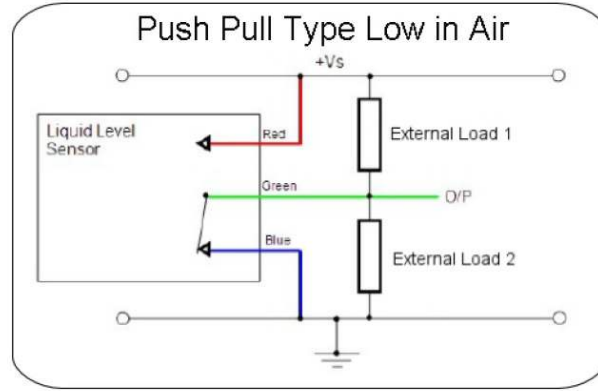 Push Pull Type Low in Air
+Vs
Liquid Level
Sensor
Red
External Load 1
Green
O/P
Blue
External Load 2